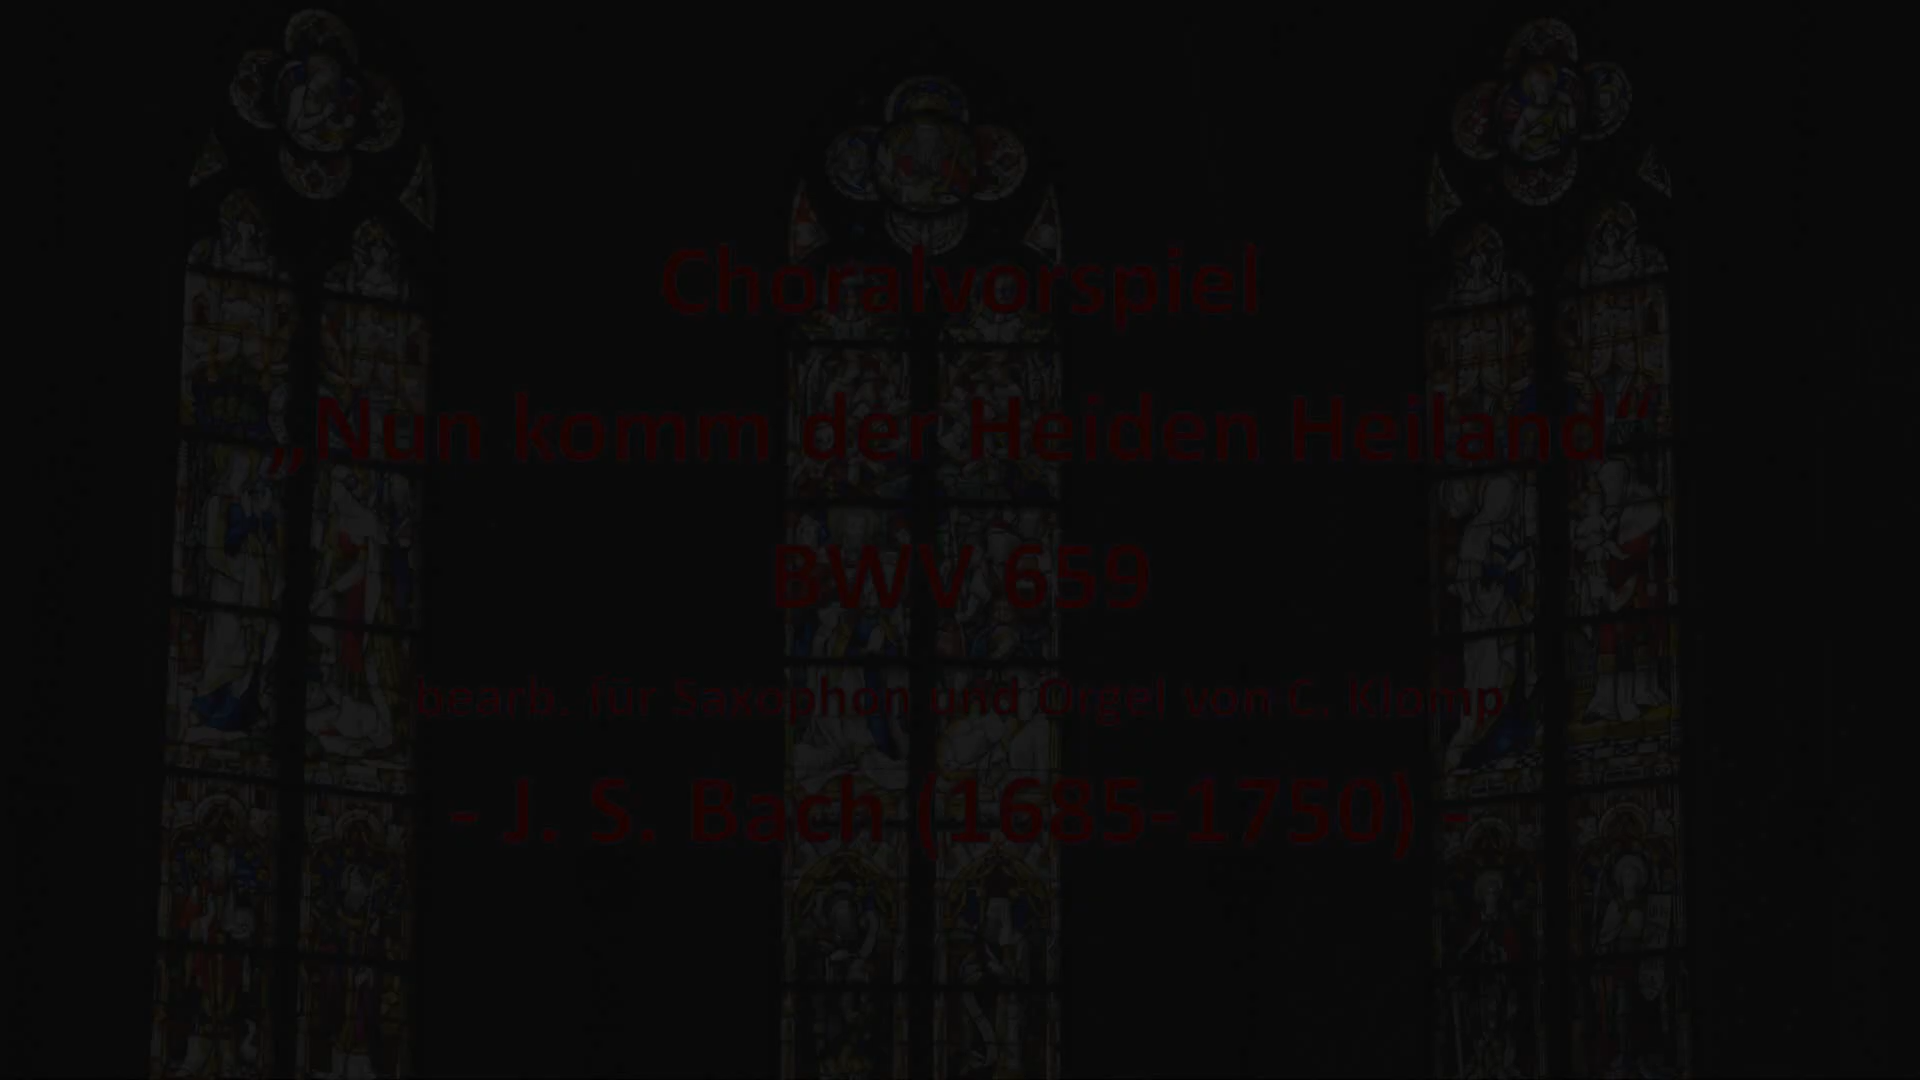 Choralvorspiel
„Nun komm der Heiden Heiland“
BWV 659
bearb. für Saxophon und Orgel von C. Klomp
- J. S. Bach (1685-1750) -